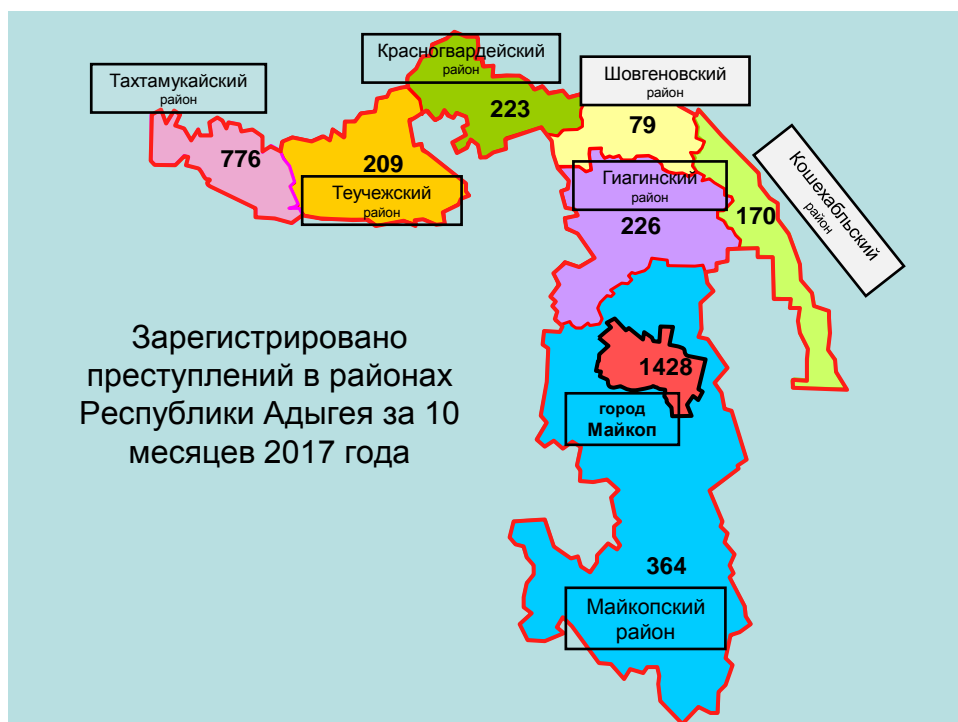 Красногвардейский
район
Тахтамукайский
район
Шовгеновский
район
223
79
776
209
Теучежский
район
Гиагинский
район
226
170
Кошехабльский
район
Зарегистрировано
преступлений в районах
Республики Адыгея за 10
месяцев 2017 года
1428
город
Майкоп
364
Майкопский
район